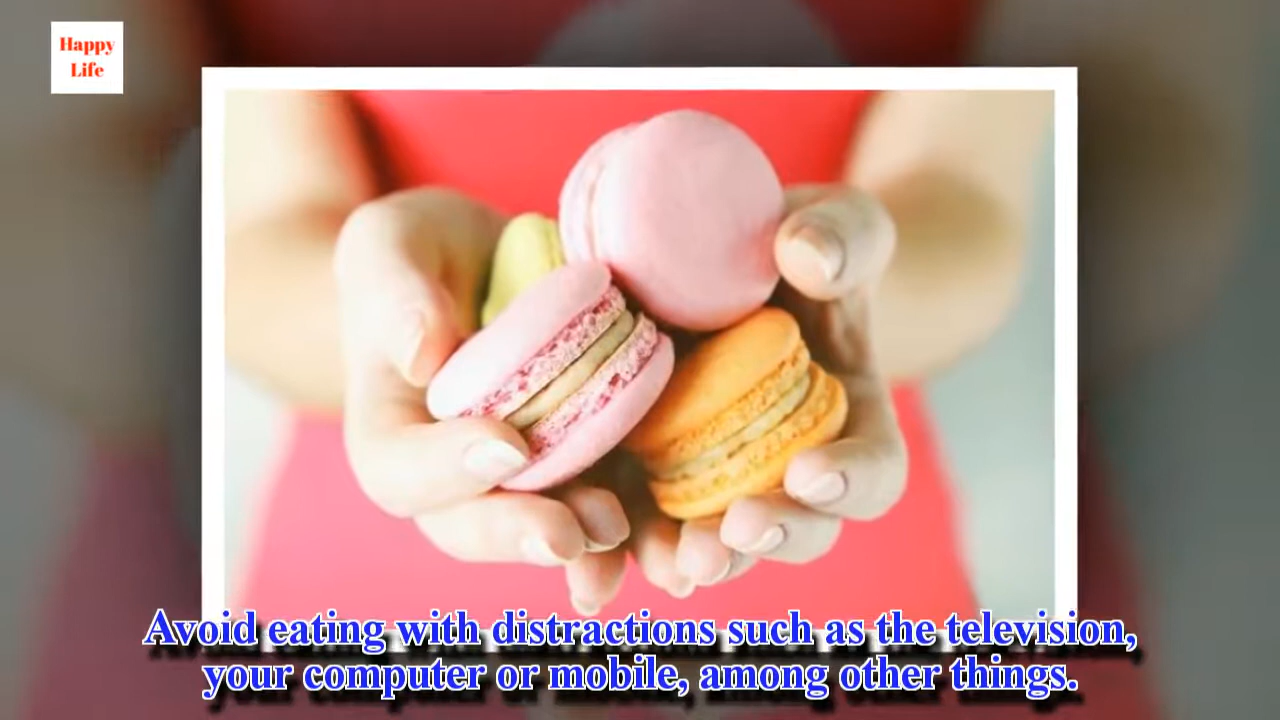 Happy
Life
Avoid eating with distractions such as the television,
your computer or mobile, among other things.